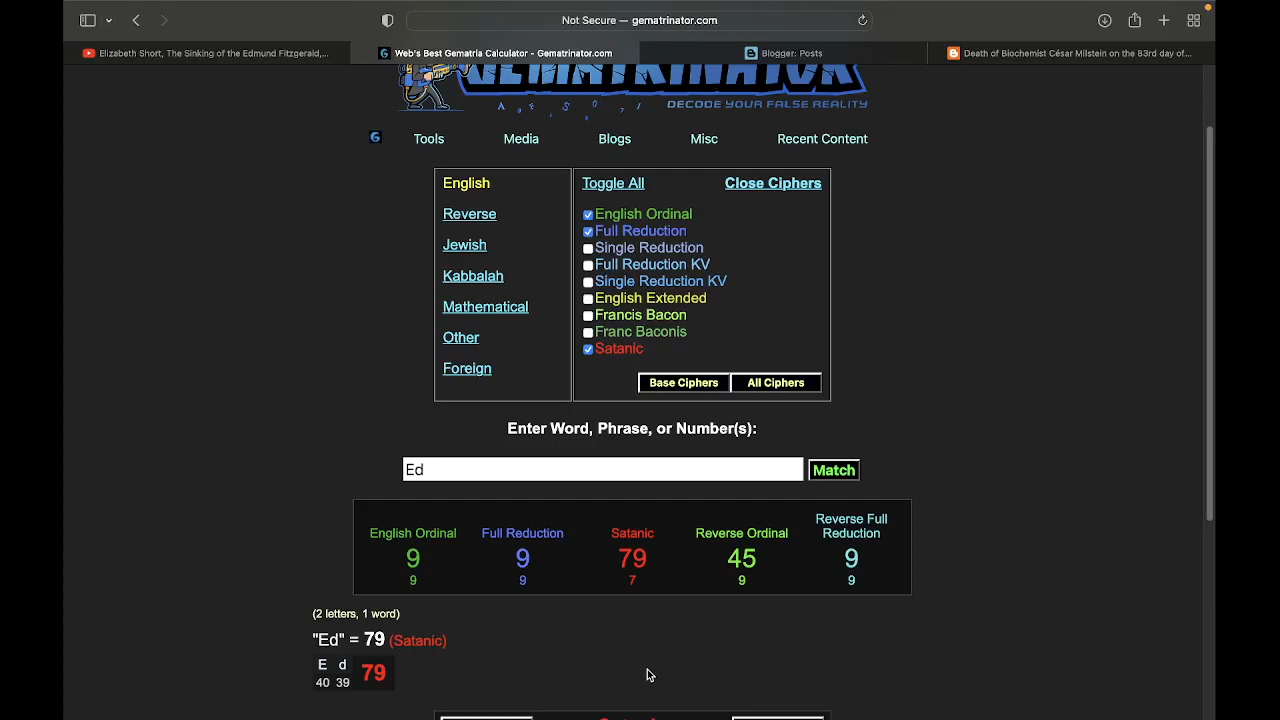 Not Secure — gematrinator.com
Elizabeth Short, The Sinking of the Edmund Fitzgerald,...
Web's Best Gematria Calculator - Gematrinator.com
Blogger: Posts
Death of Biochemist César Milstein on the 83rd day of...
GEMATRINATOR
DECODE YOUR FALSE REALITY
G
Tools
Media
Blogs
Misc
Recent Content
English
Toggle All
Close Ciphers
Reverse
English Ordinal
Full Reduction
Jewish
Single Reduction
Full Reduction KV
Kabbalah
Single Reduction KV
English Extended
Mathematical
Francis Bacon
Franc Baconis
Other
Satanic
Foreign
Base Ciphers
All Ciphers
Enter Word, Phrase, or Number(s):
Ed
Match
English Ordinal
Full Reduction
Satanic
Reverse Ordinal
Reverse Full
Reduction
9 9 79 45 9
9 9 7 9 9
(2 letters, 1 word)
"Ed" = 79 (Satanic)
E d 79
40 39